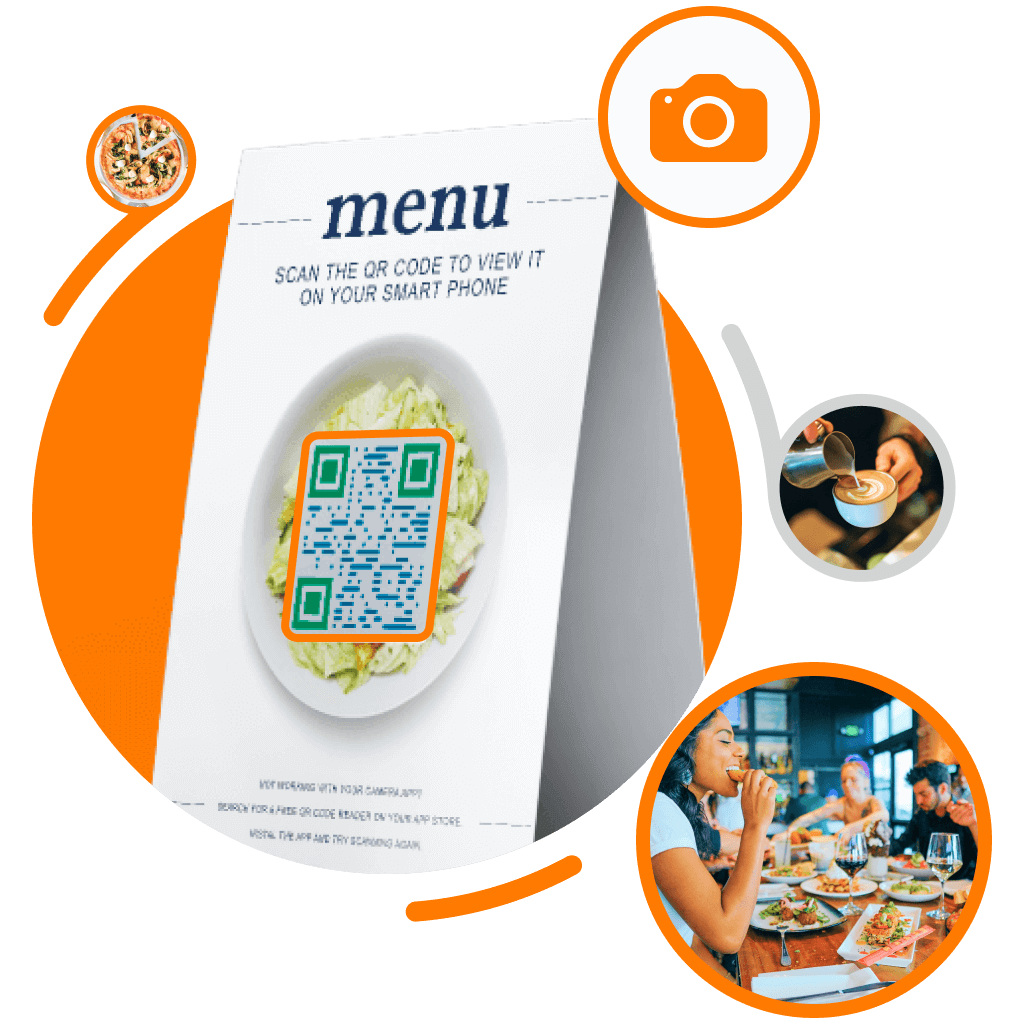 menu
SCAN THE QR CODE TO VIEW IT
ON YOUR SMART PHONE
NOT WORKING WITH YOUR CAMERA APP?
SEARCH FOR A FREE QR CODE READER ON YOUR APP STORE.
INSTAL THE APP AND TRY SCANNING AGAIN.